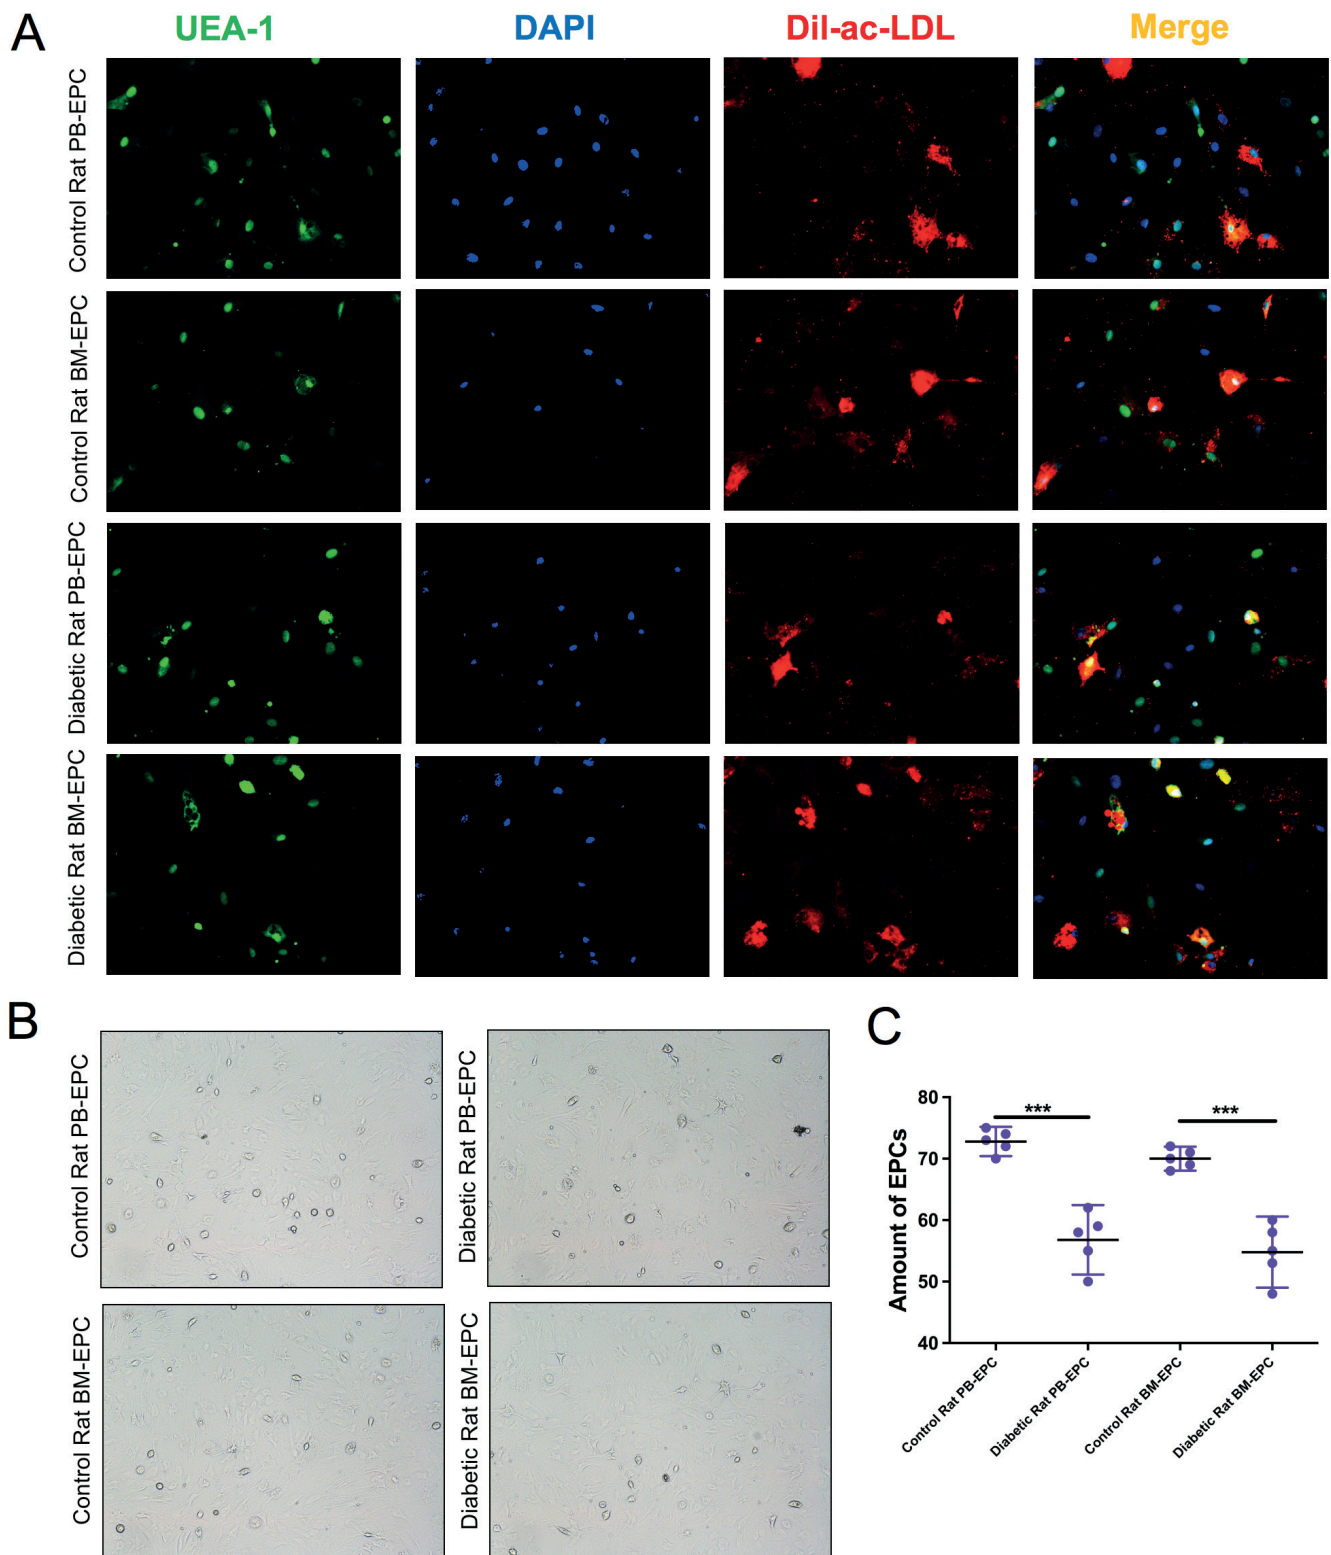 A
UEA-1 DAPI Dil-ac-LDL Merge
Control Rat PB-EPC
Control Rat BM-EPC
Diabetic Rat PB-EPC
Diabetic Rat BM-EPC
B
Control Rat PB-EPC
Diabetic Rat PB-EPC
Control Rat BM-EPC
Diabetic Rat BM-EPC
C
Amount of EPCs
80
70
60
50
40
***
***
Control Rat PB-EPC
Diabetic Rat PB-EPC
Control Rat BM-EPC
Diabetic Rat BM-EPC